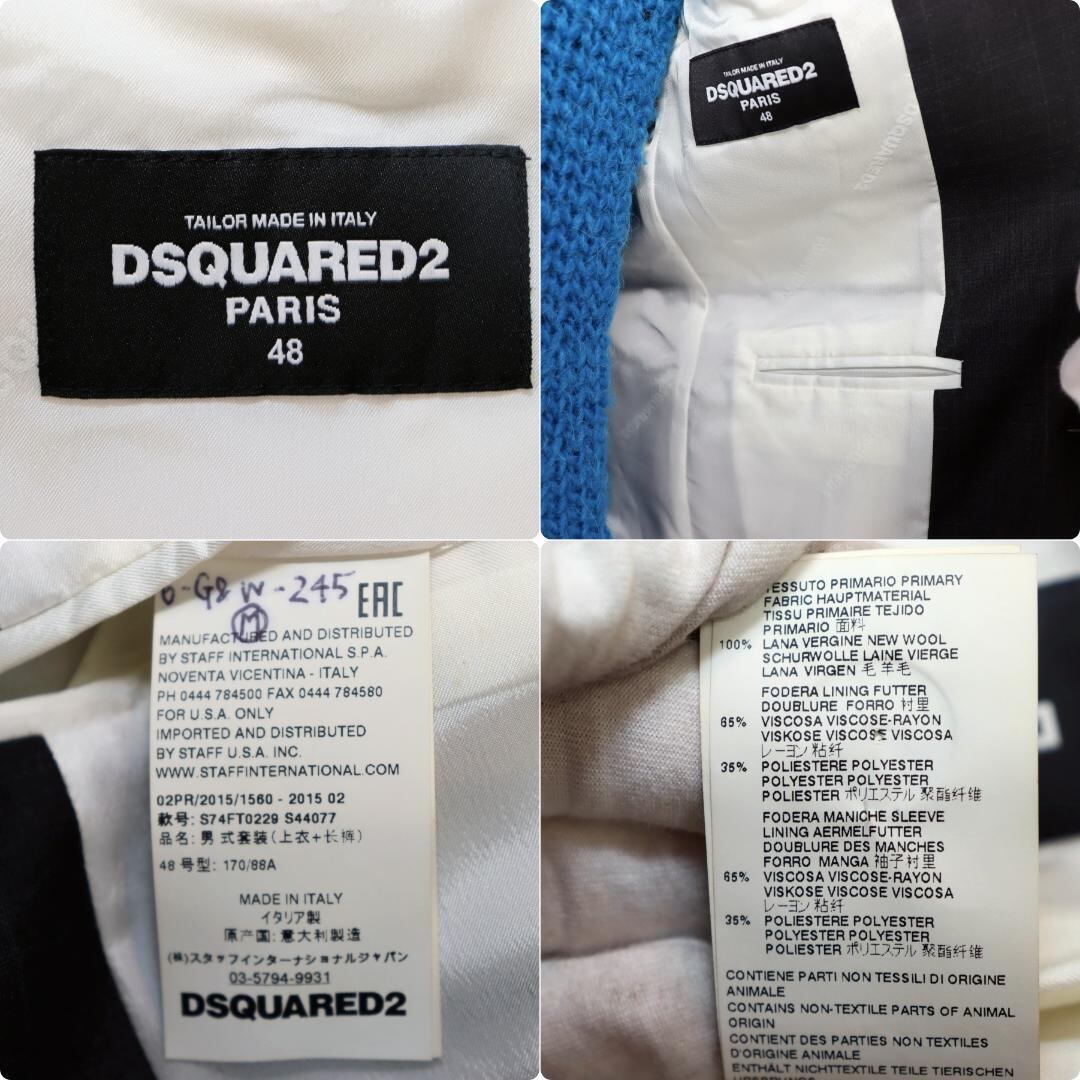 TAILOR MADE IN ITALY
DSQUARED2
PARIS
48
TAILOR MADE IN ITALY
DSQUARED2
PARIS
48
DSQUARED2
G8W-245
M
EAC
MANUFACTURED AND DISTRIBUTED
BY STAFF INTERNATIONAL S.P.A.
NOVENTA VICENTINA - ITALY
PH 0444 784500 FAX 0444 784580
FOR U.S.A. ONLY
IMPORTED AND DISTRIBUTED
BY STAFF U.S.A. INC.
WWW.STAFFINTERNATIONAL.COM
02PR/2015/1560 - 2015 02
款号: S74FT0229 S44077
品名: 男式套装(上衣+长裤)
48 号型: 170/88A
MADE IN ITALY
イタリア製
原产国: 意大利製造
(株)スタッフインターナショナルジャパン
03-5794-9931
DSQUARED2
TESSUTO PRIMARIO PRIMARY
FABRIC HAUPTMATERIAL
TISSU PRIMAIRE TEJIDO
PRIMARIO 面料
100% LANA VERGINE NEW WOOL
SCHURWOLLE LAINE VIERGE
LANA VIRGEN 毛 羊毛
FODERA LINING FUTTER
DOUBLURE FORRO 衬里
65% VISCOSA VISCOSE-RAYON
VISKOSE VISCOSE VISCOSA
レーヨン 粘纤
35% POLIESTERE POLYESTER
POLYESTER POLYESTER
POLIESTER ポリエステル 聚酯纤维
FODERA MANICHE SLEEVE
LINING AERMELFUTTER
DOUBLURE DES MANCHES
FORRO MANGA 袖子衬里
65% VISCOSA VISCOSE-RAYON
VISKOSE VISCOSE VISCOSA
レーヨン 粘纤
35% POLIESTERE POLYESTER
POLYESTER POLYESTER
POLIESTER ポリエステル 聚酯纤维
CONTIENE PARTI NON TESSILI DI ORIGINE
ANIMALE
CONTAINS NON-TEXTILE PARTS OF ANIMAL
ORIGIN
CONTIENT DES PARTIES NON TEXTILES
D'ORIGINE ANIMALE
ENTHÄLT NICHTTEXTILE TEILE TIERISCHEN